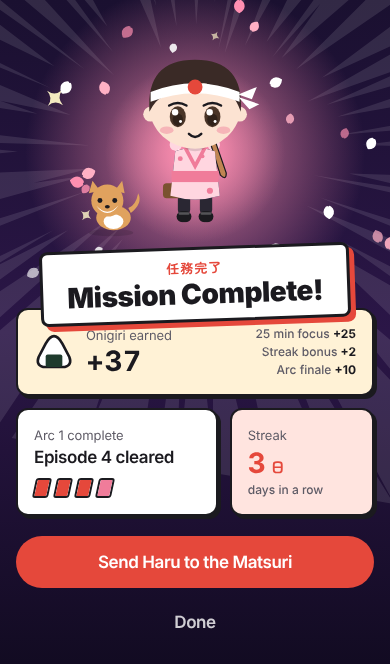 任務完了
Mission Complete!
Onigiri earned
+37
25 min focus +25
Streak bonus +2
Arc finale +10
Arc 1 complete
Episode 4 cleared
Streak
3 日
days in a row
Send Haru to the Matsuri
Done